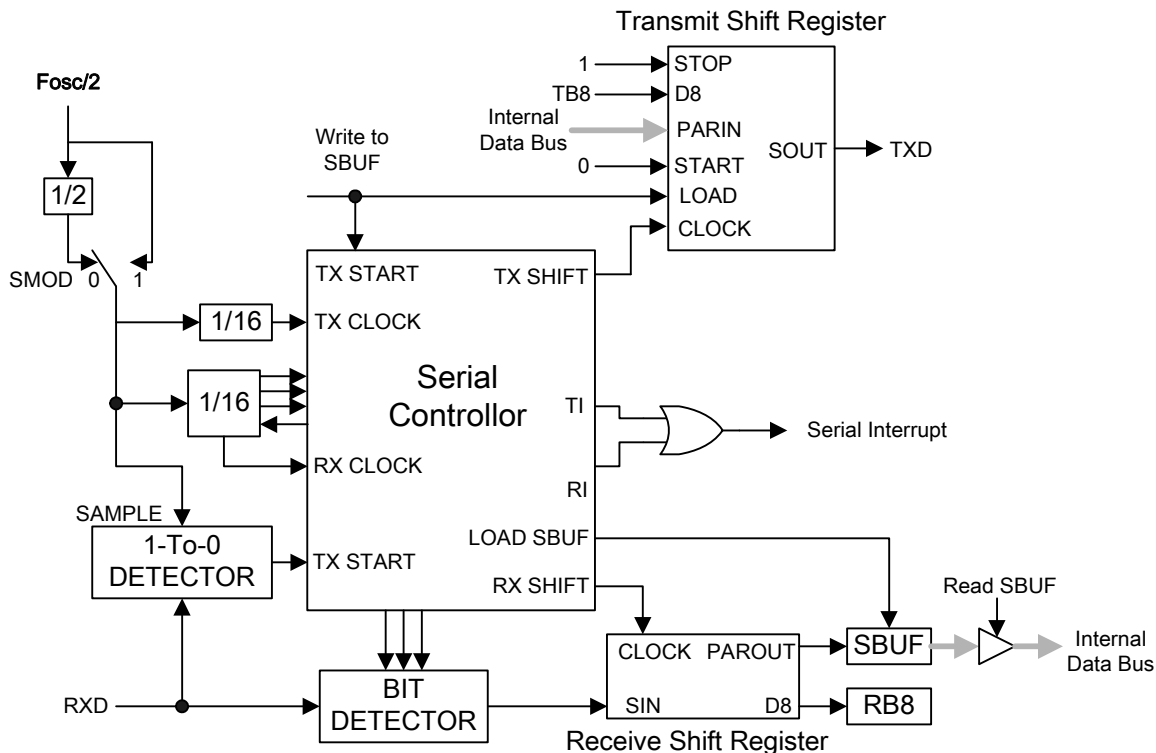 Transmit Shift Register
Fosc/2
1
STOP
TB8
D8
Internal
Data Bus
PARIN
Write to
SBUF
SOUT
TXD
0
START
LOAD
CLOCK
1/2
SMOD 0 1
TX START
TX SHIFT
1/16
TX CLOCK
Serial
Controllor
1/16
TI
Serial Interrupt
RX CLOCK
RI
SAMPLE
1-To-0
DETECTOR
TX START
LOAD SBUF
RX SHIFT
Read SBUF
CLOCK PAROUT
SBUF
Internal
Data Bus
RXD
BIT
DETECTOR
SIN
D8
RB8
Receive Shift Register